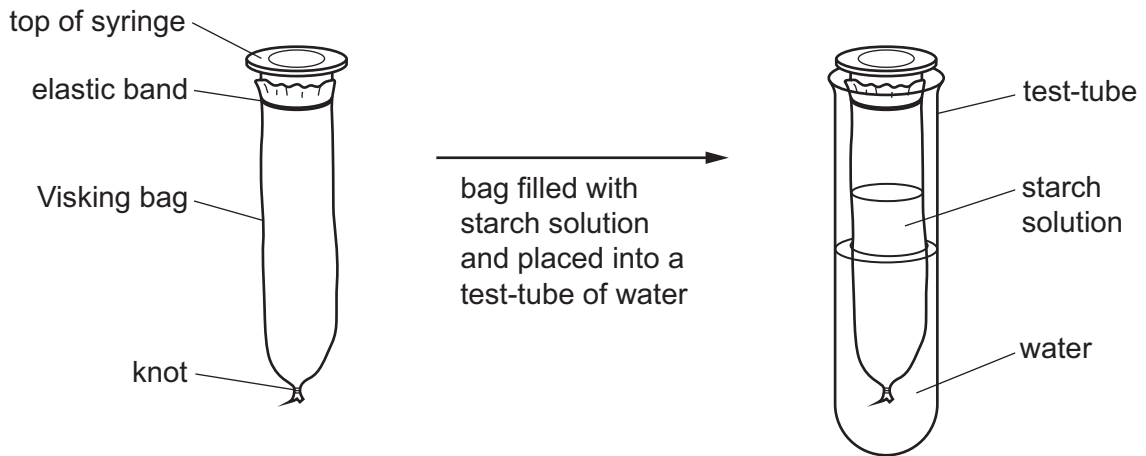 top of syringe
elastic band
Visking bag
knot
bag filled with
starch solution
and placed into a
test-tube of water
test-tube
starch
solution
water